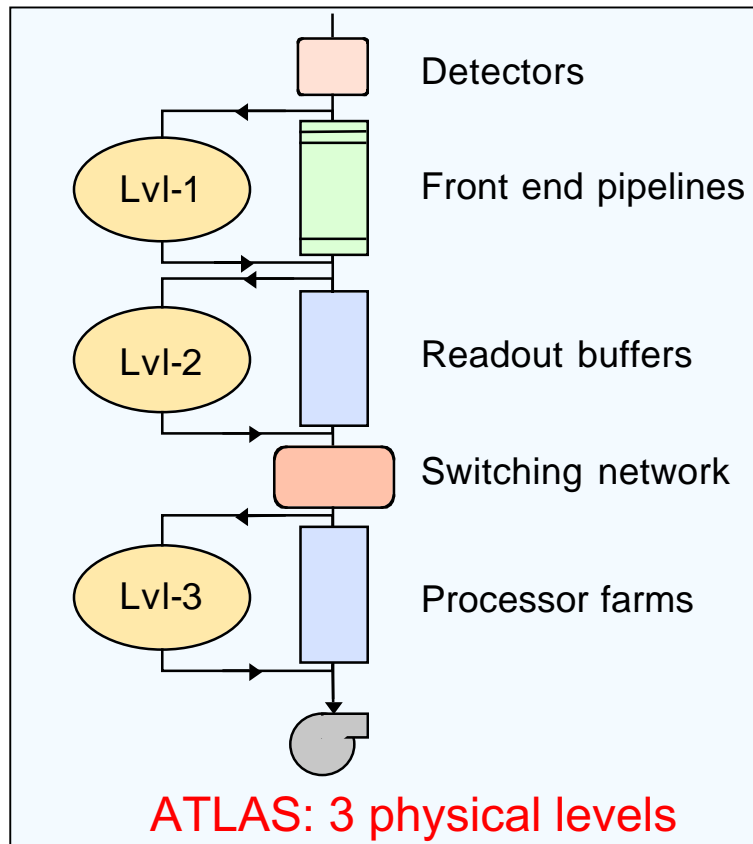 Detectors
Lvl-1
Front end pipelines
Lvl-2
Readout buffers
Switching network
Lvl-3
Processor farms
ATLAS: 3 physical levels